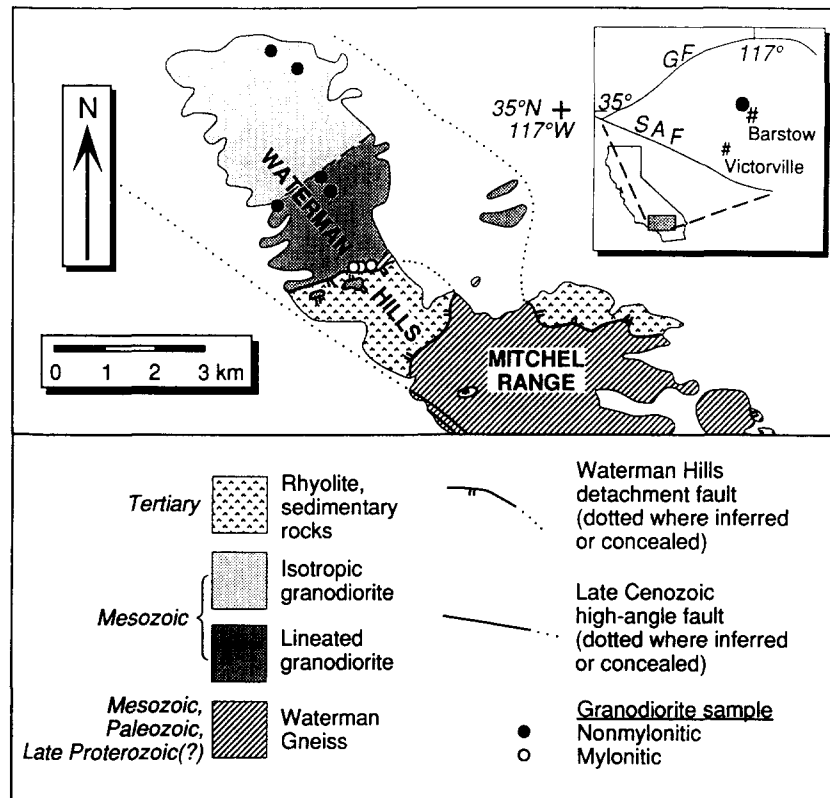 N
0 1 2 3 km
WATERMAN
HILLS
MITCHEL
RANGE
35°N +
117°W
GF
117°
35°
SAF
#
Barstow
#
Victorville
Tertiary
Rhyolite,
sedimentary
rocks
Mesozoic
Isotropic
granodiorite
Lineated
granodiorite
Mesozoic,
Paleozoic,
Late Proterozoic(?)
Waterman
Gneiss
Waterman Hills
detachment fault
(dotted where inferred
or concealed)
Late Cenozoic
high-angle fault
(dotted where inferred
or concealed)
Granodiorite sample
Nonmylonitic
Mylonitic